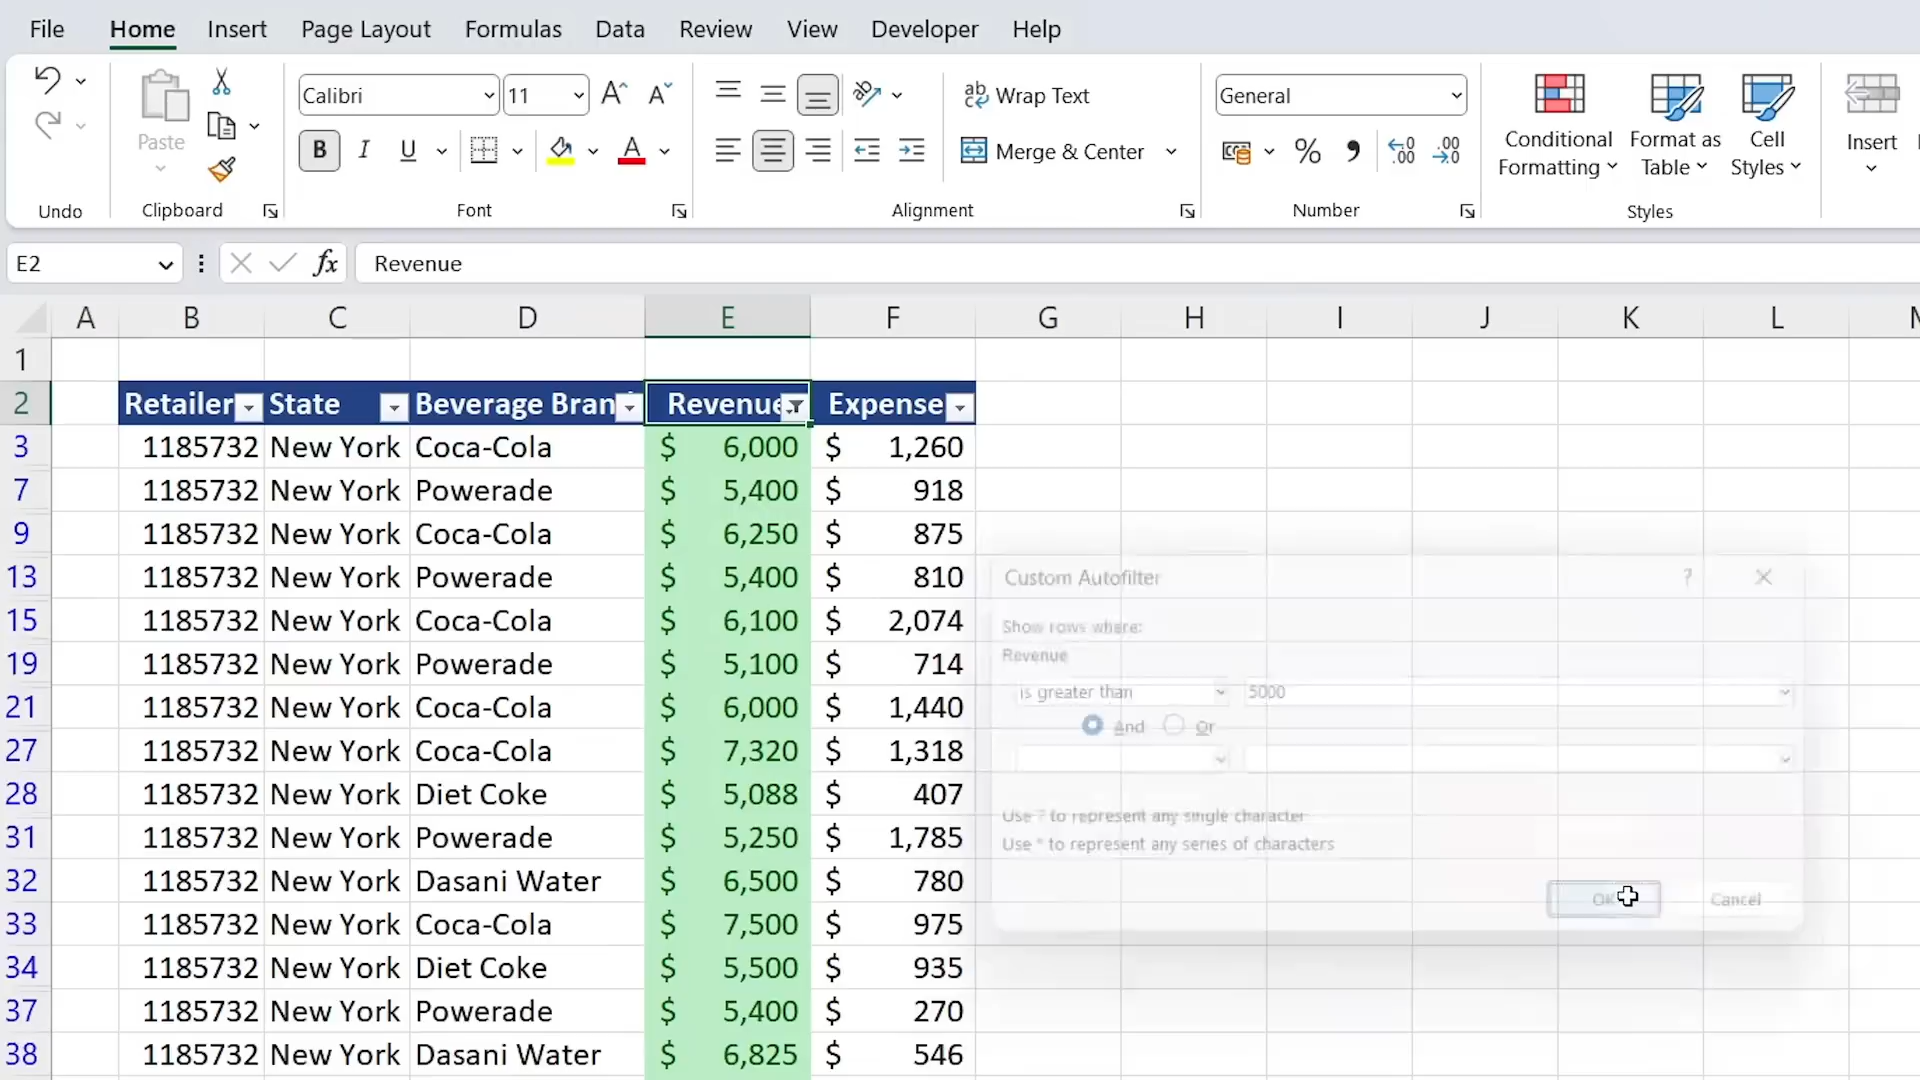 File Home Insert Page Layout Formulas Data Review View Developer Help
Calibri 11 Wrap Text General
Paste B I U A Merge & Center % Conditional Formatting Format as Table Cell Styles Insert
Undo Clipboard Font Alignment Number Styles
E2 fx Revenue
A B C D E F G H I J K L
1
2 Retailer State Beverage Bran Revenue Expense
3 1185732 New York Coca-Cola $ 6,000 $ 1,260
7 1185732 New York Powerade $ 5,400 $ 918
9 1185732 New York Coca-Cola $ 6,250 $ 875
13 1185732 New York Powerade $ 5,400 $ 810
15 1185732 New York Coca-Cola $ 6,100 $ 2,074
19 1185732 New York Powerade $ 5,100 $ 714
21 1185732 New York Coca-Cola $ 6,000 $ 1,440
27 1185732 New York Coca-Cola $ 7,320 $ 1,318
28 1185732 New York Diet Coke $ 5,088 $ 407
31 1185732 New York Powerade $ 5,250 $ 1,785
32 1185732 New York Dasani Water $ 6,500 $ 780
33 1185732 New York Coca-Cola $ 7,500 $ 975
34 1185732 New York Diet Coke $ 5,500 $ 935
37 1185732 New York Powerade $ 5,400 $ 270
38 1185732 New York Dasani Water $ 6,825 $ 546
Custom Autofilter ?
Show rows where:
Revenue
is greater than 5000
And Or
Use ? to represent any single character
Use * to represent any series of characters
OK Cancel